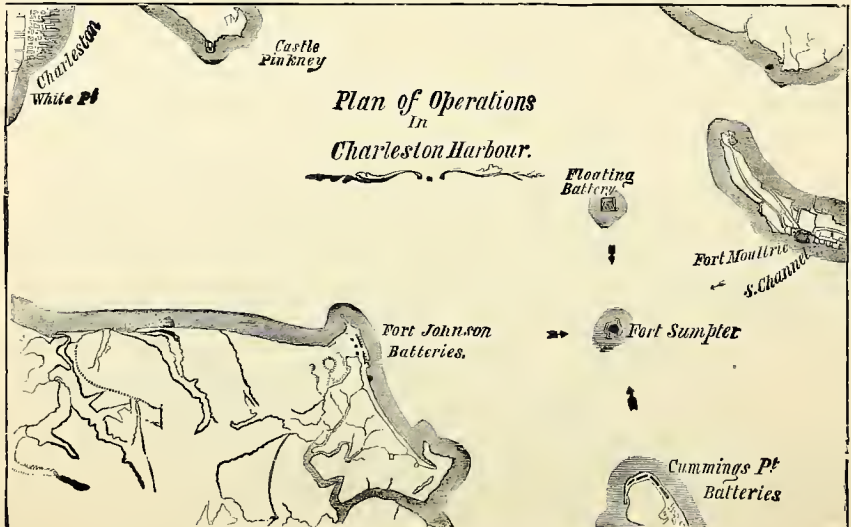 Charleston
White Pt
Castle
Pinkney
Plan of Operations
In
Charleston Harbour.
Floating
Battery
Fort Moultrie
S. Channel
Fort Johnson
Batteries.
Fort Sumpter
Cummings Pt
Batteries